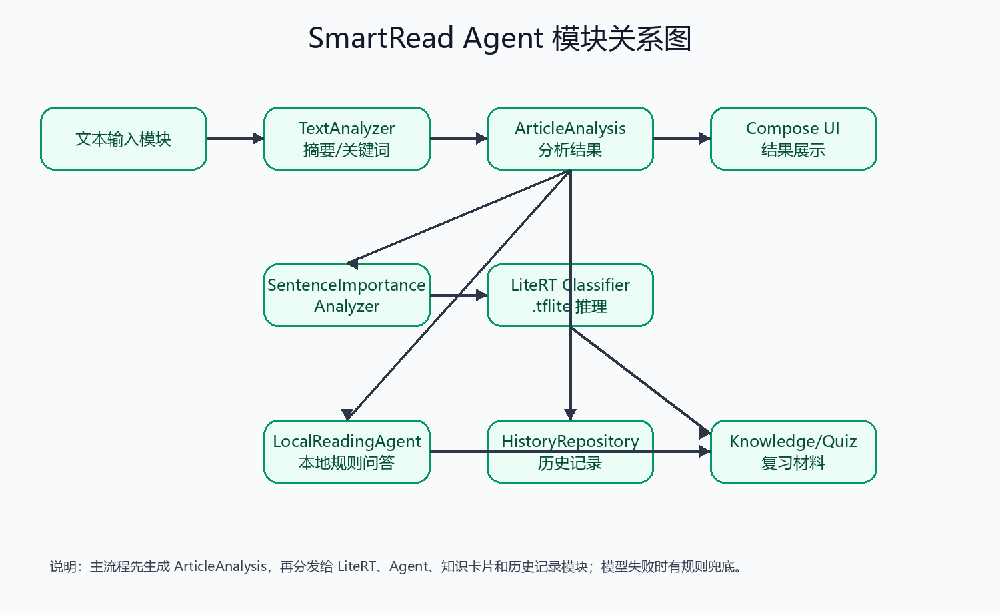 SmartRead Agent 模块关系图
文本输入模块
TextAnalyzer
摘要/关键词
ArticleAnalysis
分析结果
Compose UI
结果展示
SentenceImportance
Analyzer
LiteRT Classifier
.tflite 推理
LocalReadingAgent
本地规则问答
HistoryRepository
历史记录
Knowledge/Quiz
复习材料
说明：主流程先生成 ArticleAnalysis，再分发给 LiteRT、Agent、知识卡片和历史记录模块；模型失败时有规则兜底。